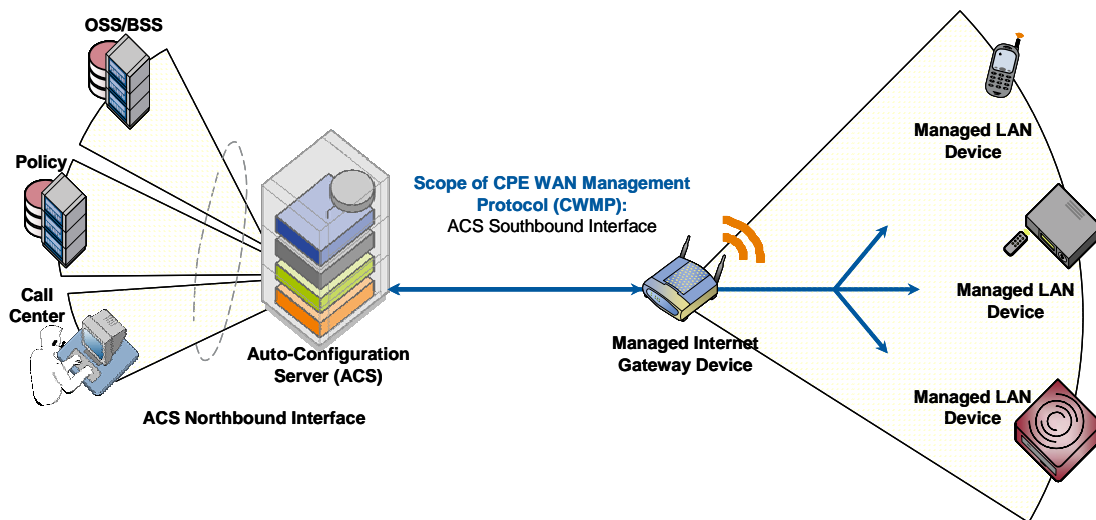 OSS/BSS
Policy
Call
Center
Auto-Configuration
Server (ACS)
ACS Northbound Interface
Scope of CPE WAN Management
Protocol (CWMP):
ACS Southbound Interface
Managed Internet
Gateway Device
Managed LAN
Device
Managed LAN
Device
Managed LAN
Device